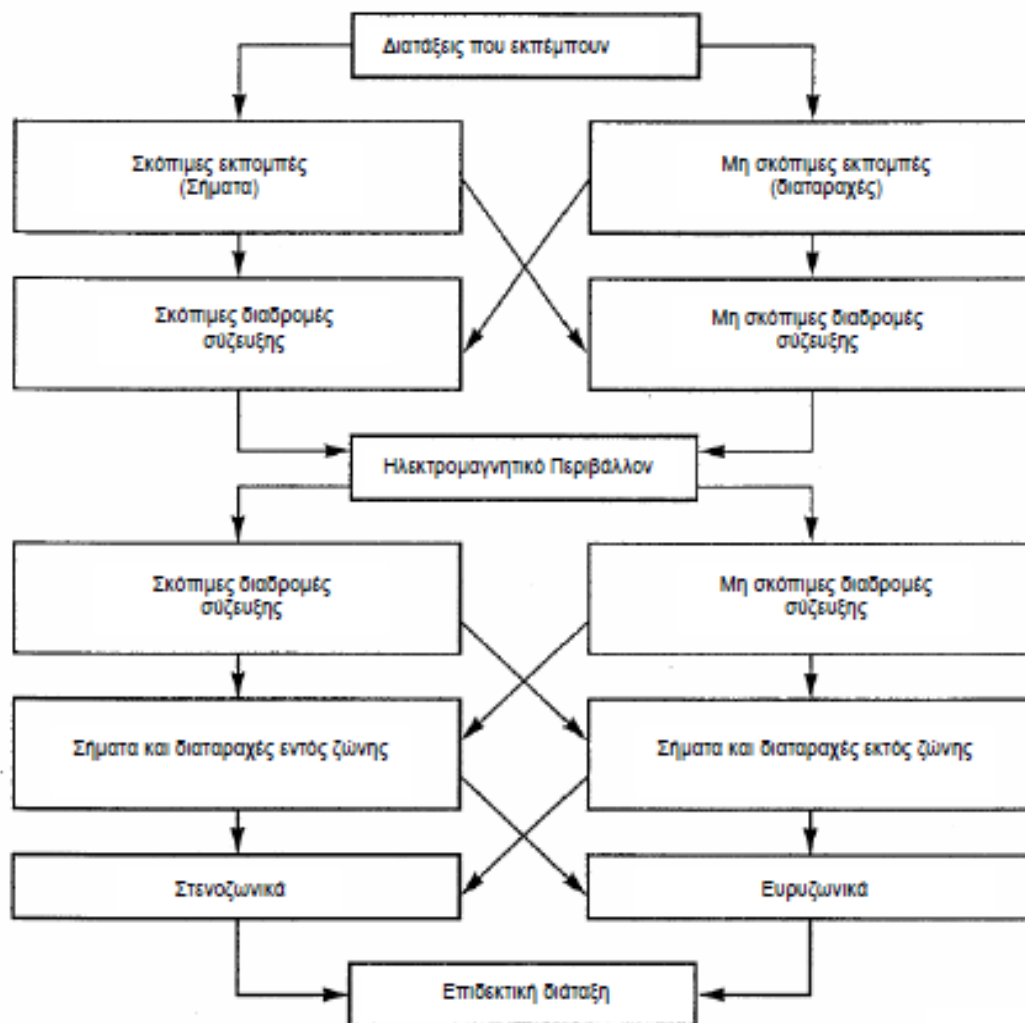 Διατάξεις που εκπέμπουν
Σκόπιμες εκπομπές
(Σήματα)
Μη σκόπιμες εκπομπές
(διαταραχές)
Σκόπιμες διαδρομές
σύζευξης
Μη σκόπιμες διαδρομές
σύζευξης
Ηλεκτρομαγνητικό Περιβάλλον
Σκόπιμες διαδρομές
σύζευξης
Μη σκόπιμες διαδρομές
σύζευξης
Σήματα και διαταραχές εντός ζώνης
Σήματα και διαταραχές εκτός ζώνης
Στενοζωνικά
Ευρυζωνικά
Επιδεκτική διάταξη